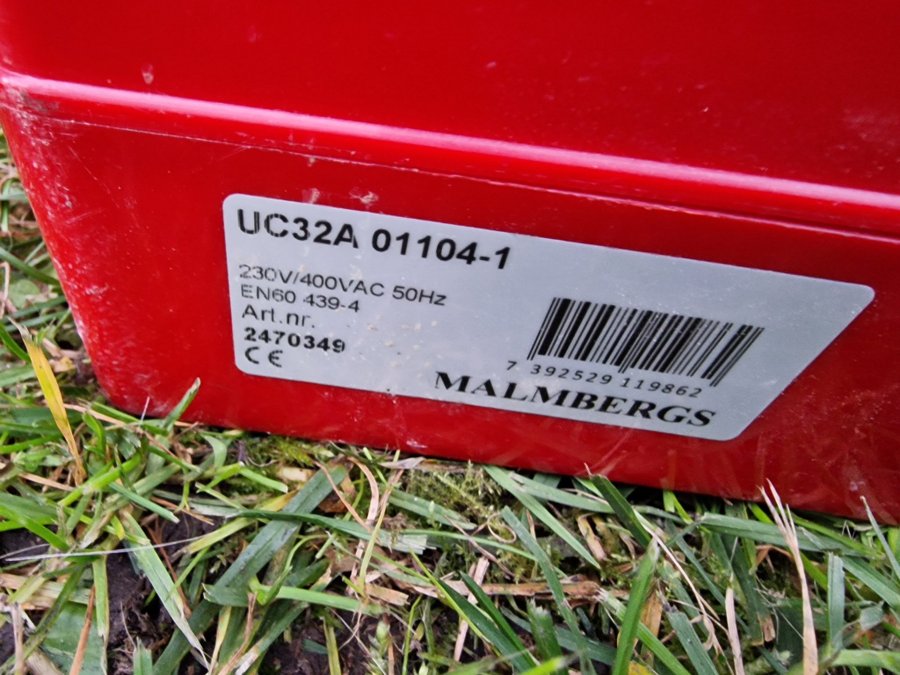 UC32A 01104-1
230V/400VAC 50Hz
EN60 439-4
Art.nr.
2470349
CE
7 392529 119862
MALMBERGS